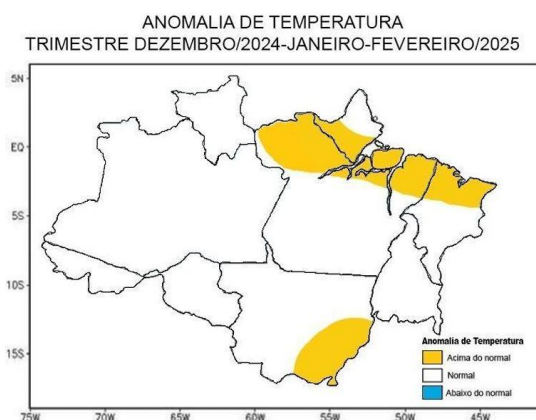 ANOMALIA DE TEMPERATURA
TRIMESTRE DEZEMBRO/2024-JANEIRO-FEVEREIRO/2025
5N
EQ
5S
10S
15S
75W 70W 65W 60W 55W 50W 45W
Anomalia de Temperatura
Acima do normal
Normal
Abaixo do normal